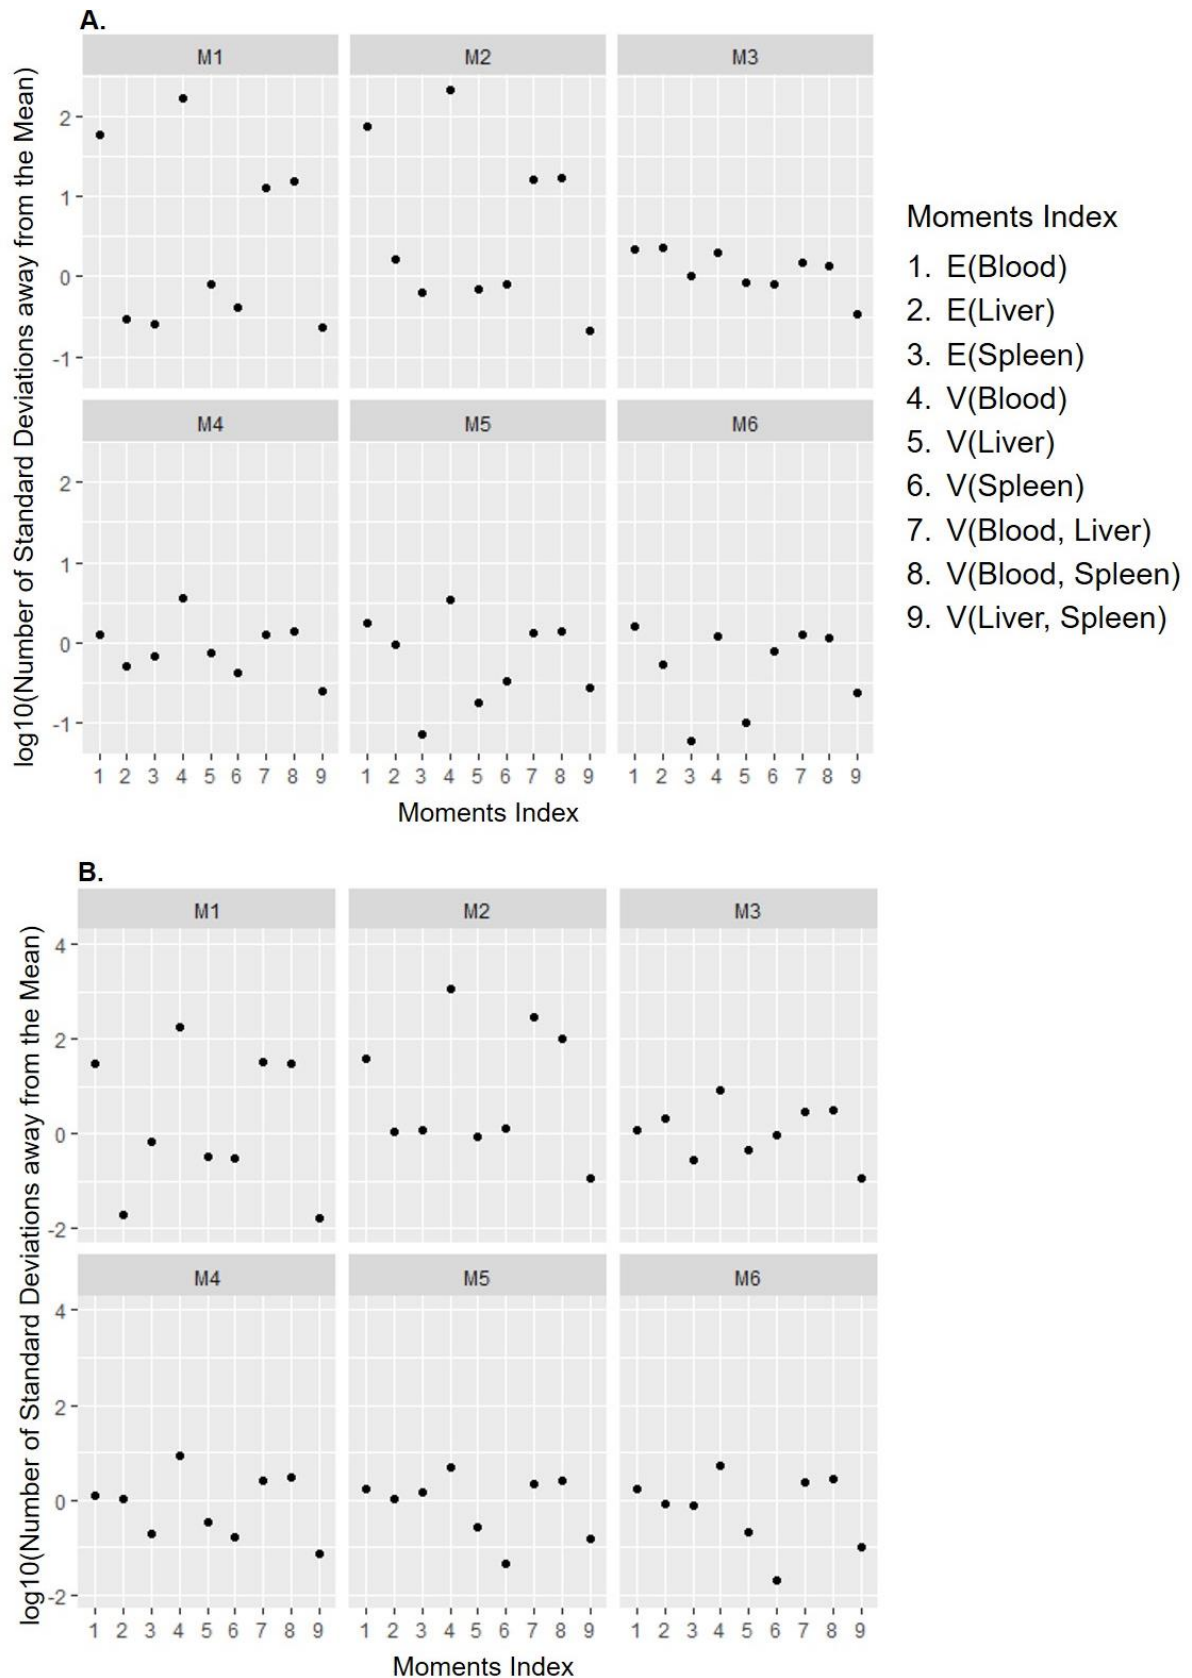 A.
M1 M2 M3
log10(Number of Standard Deviations away from the Mean)
2
1
0
-1
M4 M5 M6
2
1
0
-1
1 2 3 4 5 6 7 8 9 1 2 3 4 5 6 7 8 9 1 2 3 4 5 6 7 8 9
Moments Index
Moments Index
1. E(Blood)
2. E(Liver)
3. E(Spleen)
4. V(Blood)
5. V(Liver)
6. V(Spleen)
7. V(Blood, Liver)
8. V(Blood, Spleen)
9. V(Liver, Spleen)
B.
M1 M2 M3
log10(Number of Standard Deviations away from the Mean)
4
2
0
-2
M4 M5 M6
4
2
0
-2
1 2 3 4 5 6 7 8 9 1 2 3 4 5 6 7 8 9 1 2 3 4 5 6 7 8 9
Moments Index